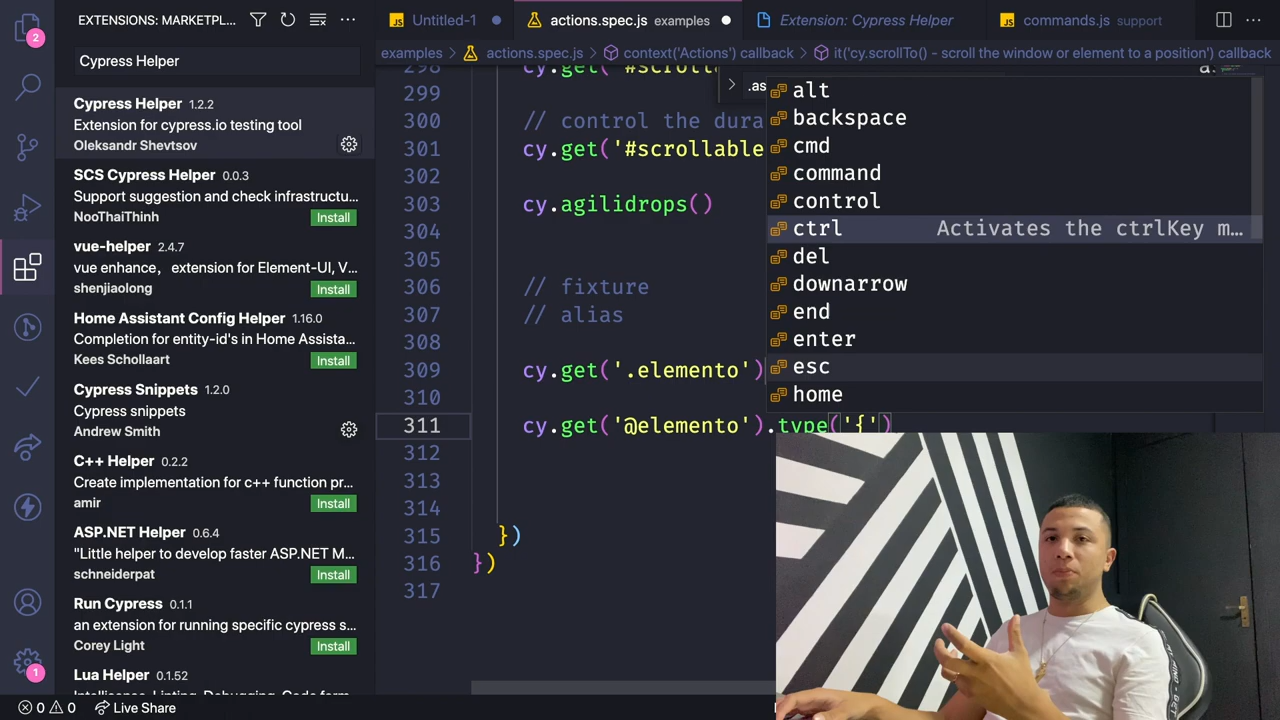 EXTENSIONS: MARKETPL...
Cypress Helper
Cypress Helper 1.2.2
Extension for cypress.io testing tool
Oleksandr Shevtsov
SCS Cypress Helper 0.0.3
Support suggestion and check infrastructu...
NooThaiThinh Install
vue-helper 2.4.7
vue enhance，extension for Element-UI, V...
shenjiaolong Install
Home Assistant Config Helper 1.16.0
Completion for entity-id's in Home Assista...
Kees Schollaart Install
Cypress Snippets 1.2.0
Cypress snippets
Andrew Smith
C++ Helper 0.2.2
Create implementation for c++ function pr...
amir Install
ASP.NET Helper 0.6.4
"Little helper to develop faster ASP.NET M...
schneiderpat Install
Run Cypress 0.1.1
an extension for running specific cypress s...
Corey Light Install
Lua Helper 0.1.52
2
1
0 0 Live Share
JS Untitled-1
actions.spec.js examples
Extension: Cypress Helper
JS commands.js support
examples > actions.spec.js > context('Actions') callback > it('cy.scrollTo() - scroll the window or element to a position') callback
298 cy.get('#scroll
299
300 // control the dura
301 cy.get('#scrollable
302
303 cy.agilidrops()
304
305
306 // fixture
307 // alias
308
309 cy.get('.elemento')
310
311 cy.get('@elemento').type('{')
312
313
314
315 })
316 })
317
.as
alt
backspace
cmd
command
control
ctrl Activates the ctrlKey m...
del
downarrow
end
enter
esc
home